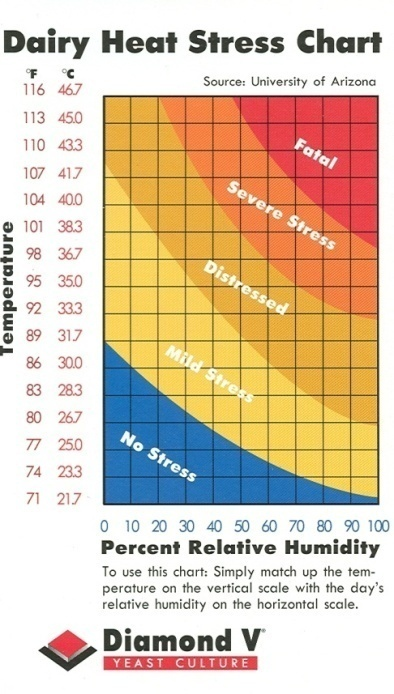 Dairy Heat Stress Chart
°F °C
Source: University of Arizona
116 46.7
113 45.0
110 43.3
107 41.7
104 40.0
101 38.3
98 36.7
95 35.0
92 33.3
89 31.7
86 30.0
83 28.3
80 26.7
77 25.0
74 23.3
71 21.7
Temperature
Fatal
Severe Stress
Distressed
Mild Stress
No Stress
0 10 20 30 40 50 60 70 80 90 100
Percent Relative Humidity
To use this chart: Simply match up the tem-
perature on the vertical scale with the day's
relative humidity on the horizontal scale.
Diamond V®
YEAST CULTURE